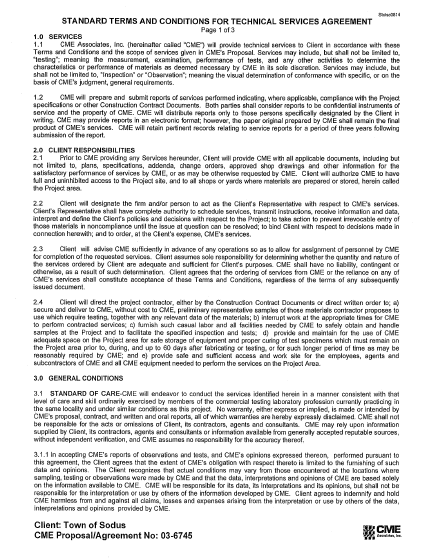 Stslsc0814
STANDARD TERMS AND CONDITIONS FOR TECHNICAL SERVICES AGREEMENT
Page 1 of 3
1.0 SERVICES
1.1 CME Associates, Inc. (hereinafter called "CME") will provide technical services to Client in accordance with these
Terms and Conditions and the scope of services given in CME's Proposal. Services may include, but shall not be limited to,
"testing"; meaning the measurement, examination, performance of tests, and any other activities to determine the
characteristics or performance of materials as deemed necessary by CME in its sole discretion. Services may include, but
shall not be limited to, "Inspection" or "Observation"; meaning the visual determination of conformance with specific, or on the
basis of CME's judgment, general requirements.
1.2 CME will prepare and submit reports of services performed indicating, where applicable, compliance with the Project
specifications or other Construction Contract Documents. Both parties shall consider reports to be confidential instruments of
service and the property of CME. CME will distribute reports only to those persons specifically designated by the Client in
writing. CME may provide reports in an electronic format; however, the paper original prepared by CME shall remain the final
product of CME's services. CME will retain pertinent records relating to service reports for a period of three years following
submission of the report.
2.0 CLIENT RESPONSIBILITIES
2.1 Prior to CME providing any Services hereunder, Client will provide CME with all applicable documents, including but
not limited to, plans, specifications, addenda, change orders, approved shop drawings and other information for the
satisfactory performance of services by CME, or as may be otherwise requested by CME. Client will authorize CME to have
full and uninhibited access to the Project site, and to all shops or yards where materials are prepared or stored, herein called
the Project area.
2.2 Client will designate the firm and/or person to act as the Client's Representative with respect to CME's services.
Client's Representative shall have complete authority to schedule services, transmit instructions, receive information and data,
interpret and define the Client's policies and decisions with respect to the Project; to take action to prevent irrevocable entry of
those materials in noncompliance until the issue at question can be resolved; to bind Client with respect to decisions made in
connection herewith; and to order, at the Client's expense, CME's services.
2.3 Client will advise CME sufficiently in advance of any operations so as to allow for assignment of personnel by CME
for completion of the requested services. Client assumes sole responsibility for determining whether the quantity and nature of
the services ordered by Client are adequate and sufficient for Client's purposes. CME shall have no liability, contingent or
otherwise, as a result of such determination. Client agrees that the ordering of services from CME or the reliance on any of
CME's services shall constitute acceptance of these Terms and Conditions, regardless of the terms of any subsequently
issued document.
2.4 Client will direct the project contractor, either by the Construction Contract Documents or direct written order to; a)
secure and deliver to CME, without cost to CME, preliminary representative samples of those materials contractor proposes to
use which require testing, together with any relevant data of the materials; b) interrupt work at the appropriate times for CME
to perform contracted services; c) furnish such casual labor and all facilities needed by CME to safely obtain and handle
samples at the Project and to facilitate the specified inspection and tests; d) provide and maintain for the use of CME
adequate space on the Project area for safe storage of equipment and proper curing of test specimens which must remain on
the Project area prior to, during, and up to 60 days after fabricating or testing, or for such longer period of time as may be
reasonably required by CME; and e) provide safe and sufficient access and work site for the employees, agents and
subcontractors of CME and all CME equipment needed to perform the services on the Project Area.
3.0 GENERAL CONDITIONS
3.1 STANDARD OF CARE-CME will endeavor to conduct the services identified herein in a manner consistent with that
level of care and skill ordinarily exercised by members of the commercial testing laboratory profession currently practicing in
the same locality and under similar conditions as this project. No warranty, either express or implied, is made or intended by
CME's proposal, contract, and written and oral reports, all of which warranties are hereby expressly disclaimed. CME shall not
be responsible for the acts or omissions of Client, its contractors, agents and consultants. CME may rely upon information
supplied by Client, its contractors, agents and consultants or information available from generally accepted reputable sources,
without independent verification, and CME assumes no responsibility for the accuracy thereof.
3.1.1 In accepting CME's reports of observations and tests, and CME's opinions expressed thereon, performed pursuant to
this agreement, the Client agrees that the extent of CME's obligation with respect thereto is limited to the furnishing of such
data and opinions. The Client recognizes that actual conditions may vary from those encountered at the locations where
sampling, testing or observations were made by CME and that the data, interpretations and opinions of CME are based solely
on the information available to CME. CME will be responsible for its data, its interpretations and its opinions, but shall not be
responsible for the interpretation or use by others of the information developed by CME. Client agrees to indemnify and hold
CME harmless from and against all claims, losses and expenses arising from the interpretation or use by others of the data,
interpretations and opinions provided by CME.
Client: Town of Sodus
CME Proposal/Agreement No: 03-6745
CME
Associates, Inc.